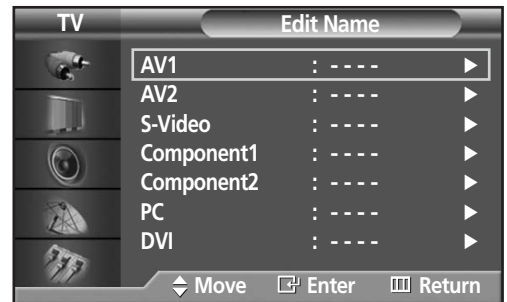 TV Edit Name
AV1 : - - - - ▶
AV2 : - - - - ▶
S-Video : - - - - ▶
Component1 : - - - - ▶
Component2 : - - - - ▶
PC : - - - - ▶
DVI : - - - - ▶
Move Enter Return